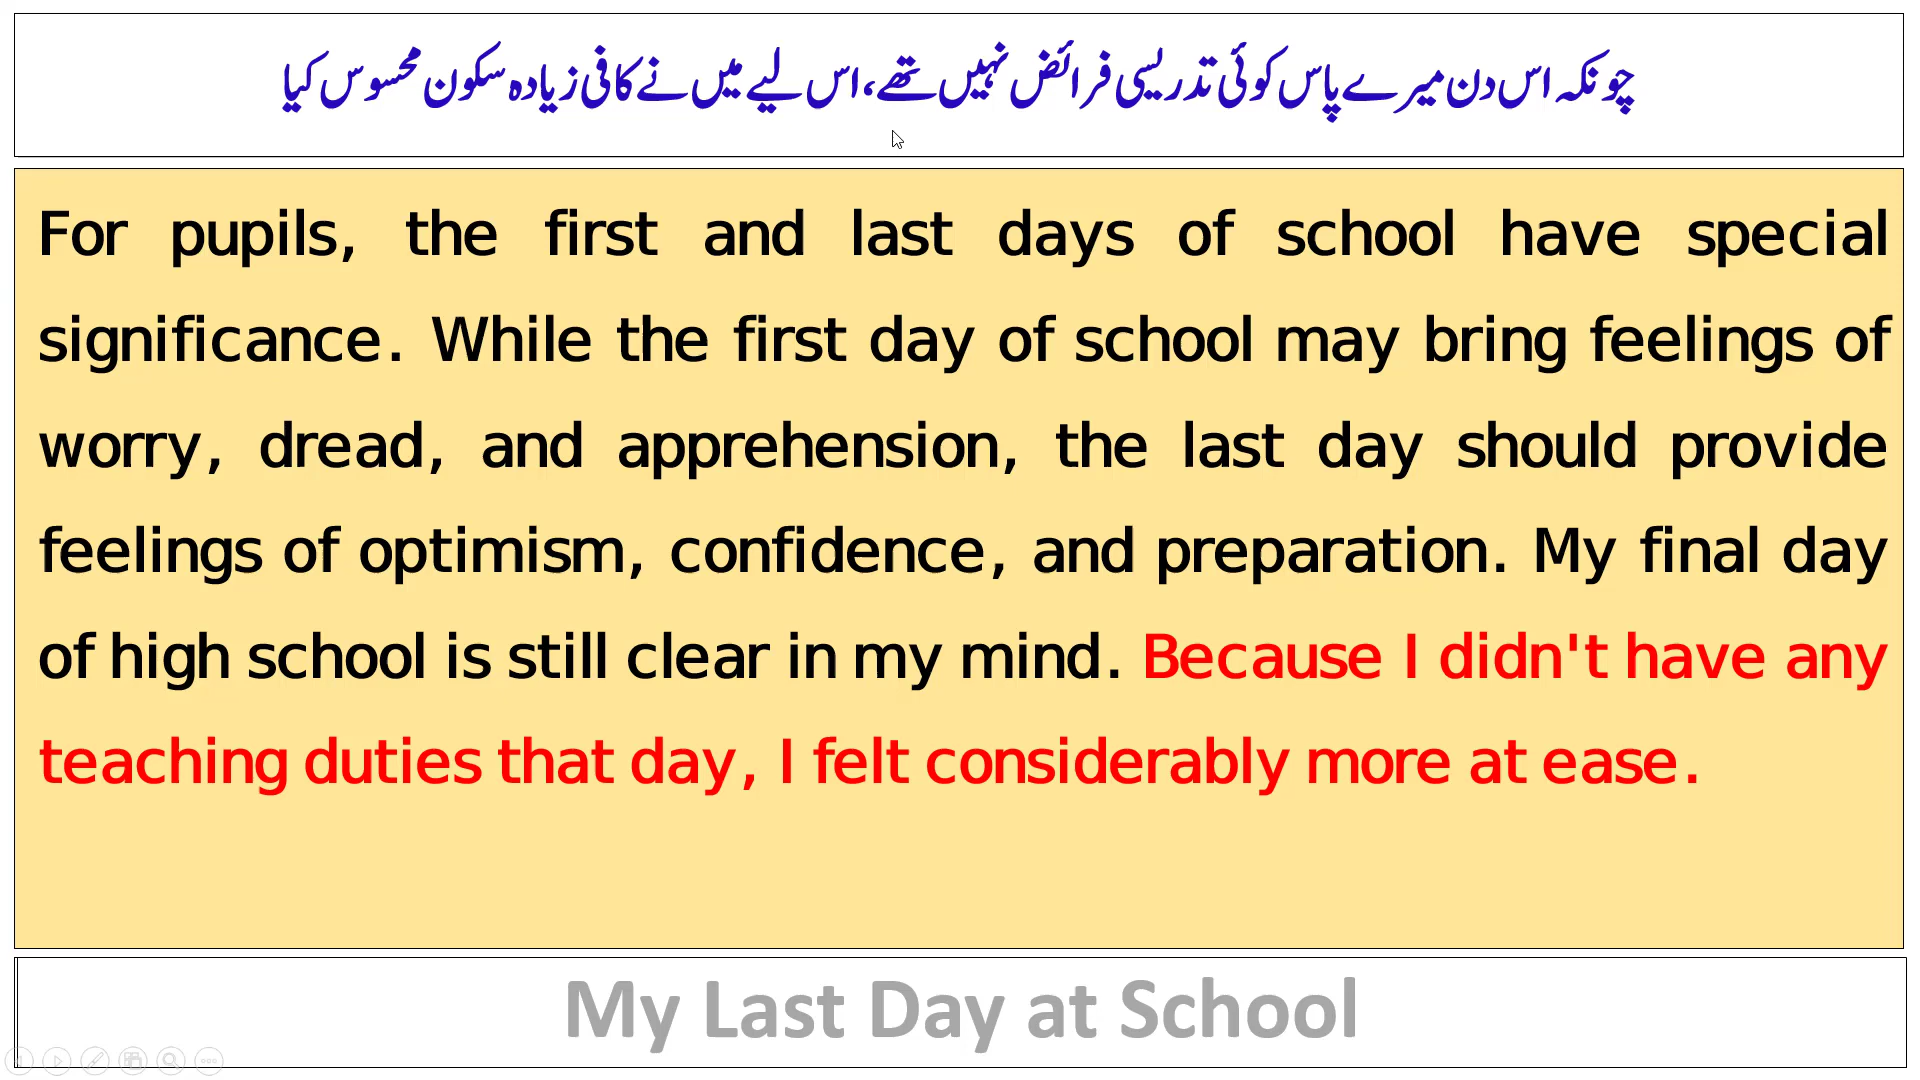 چونکہ اس دن میرے پاس کوئی تدریسی فرائض نہیں تھے، اس لیے میں نے کافی زیادہ سکون محسوس کیا
For pupils, the first and last days of school have special
significance. While the first day of school may bring feelings of
worry, dread, and apprehension, the last day should provide
feelings of optimism, confidence, and preparation. My final day
of high school is still clear in my mind. Because I didn't have any
teaching duties that day, I felt considerably more at ease.
My Last Day at School